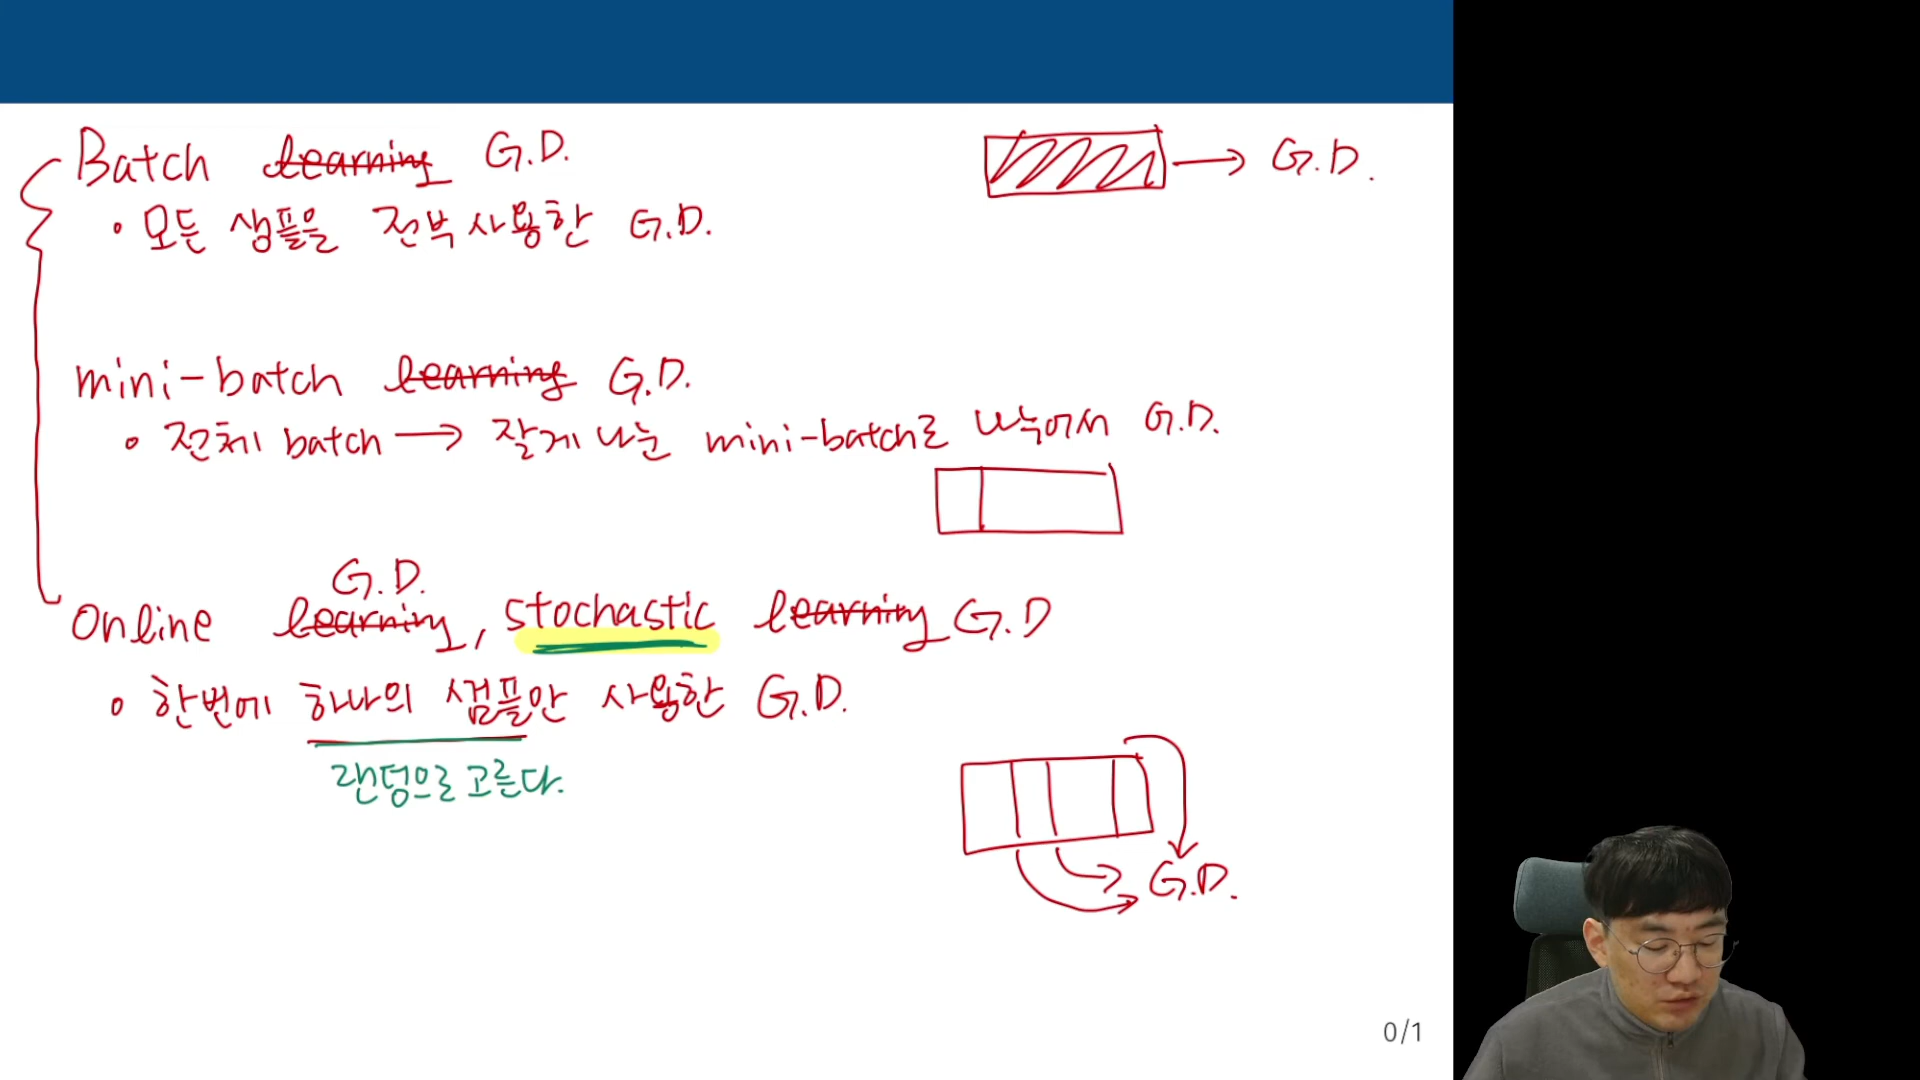 Batch learning G.D.
→ G.D.
• 모든 샘플을 전부 사용한 G.D.
mini-batch learning G.D.
• 전체 batch → 잘게 나눈 mini-batch로 나누어서 G.D.
G.D.
Online learning, stochastic learning G.D
• 한번에 하나의 샘플만 사용한 G.D.
랜덤으로 고른다.
G.D.
0/1